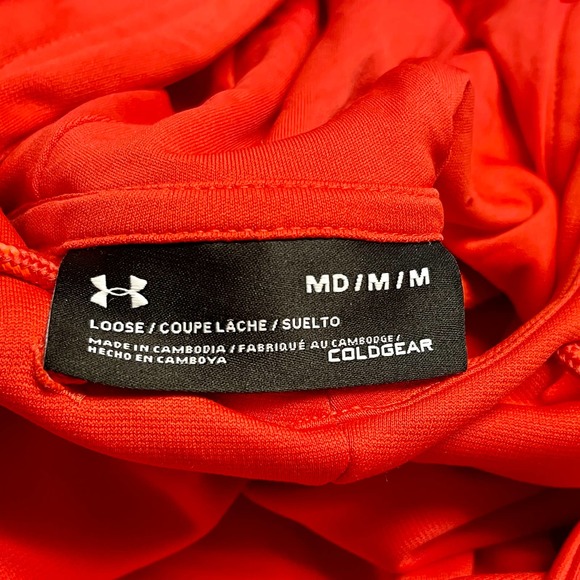 MD/M/M
LOOSE / COUPE LÂCHE / SUELTO
MADE IN CAMBODIA / FABRIQUÉ AU CAMBODGE /
HECHO EN CAMBOYA
COLDGEAR